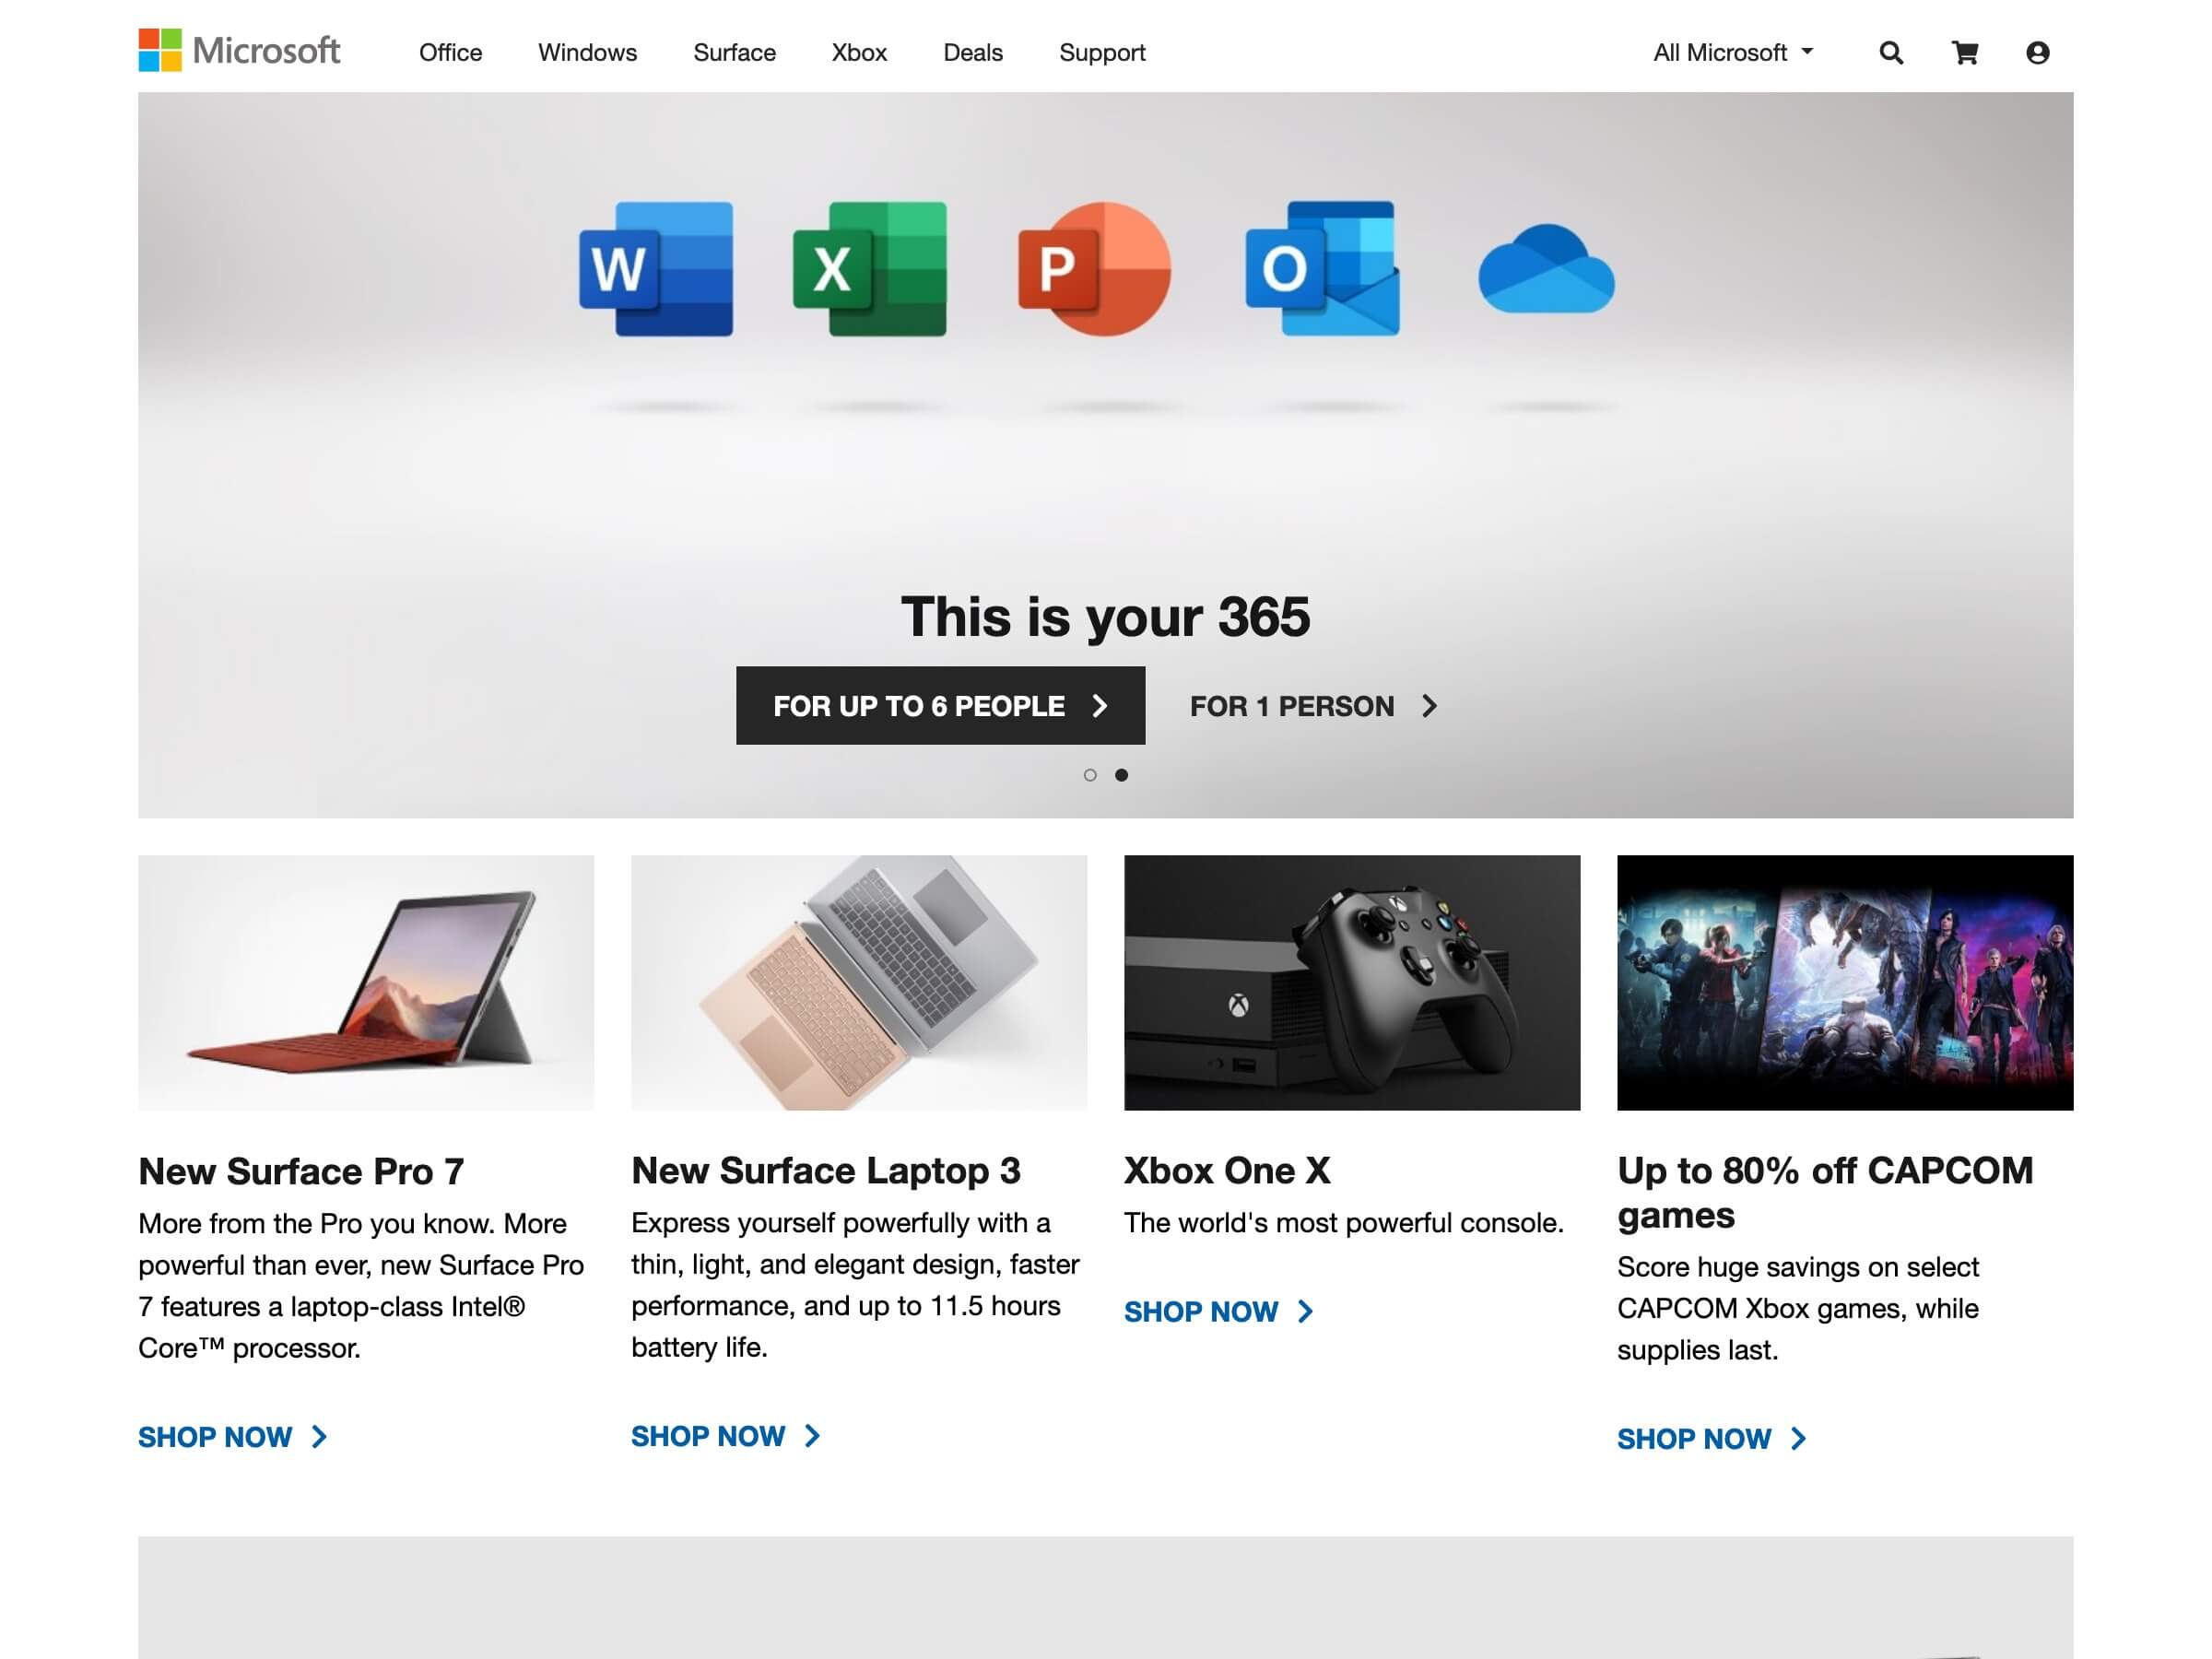 Microsoft
Office Windows Surface Xbox Deals Support
All Microsoft
W X P O
This is your 365
FOR UP TO 6 PEOPLE
FOR 1 PERSON
New Surface Pro 7
More from the Pro you know. More
powerful than ever, new Surface Pro
7 features a laptop-class Intel®
Core™ processor.
SHOP NOW
New Surface Laptop 3
Express yourself powerfully with a
thin, light, and elegant design, faster
performance, and up to 11.5 hours
battery life.
SHOP NOW
Xbox One X
The world's most powerful console.
SHOP NOW
Up to 80% off CAPCOM
games
Score huge savings on select
CAPCOM Xbox games, while
supplies last.
SHOP NOW